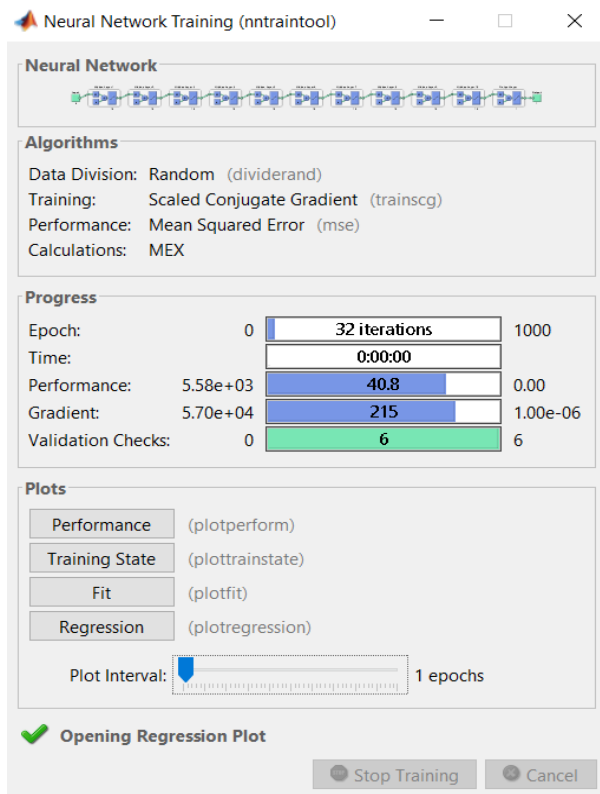 Neural Network Training (nntraintool)
Neural Network
Algorithms
Data Division: Random (dividerand)
Training: Scaled Conjugate Gradient (trainscg)
Performance: Mean Squared Error (mse)
Calculations: MEX
Progress
Epoch: 0 32 iterations 1000
Time: 0:00:00
Performance: 5.58e+03 40.8 0.00
Gradient: 5.70e+04 215 1.00e-06
Validation Checks: 0 6 6
Plots
Performance (plotperform)
Training State (plottrainstate)
Fit (plotfit)
Regression (plotregression)
Plot Interval: 1 epochs
Opening Regression Plot
Stop Training Cancel